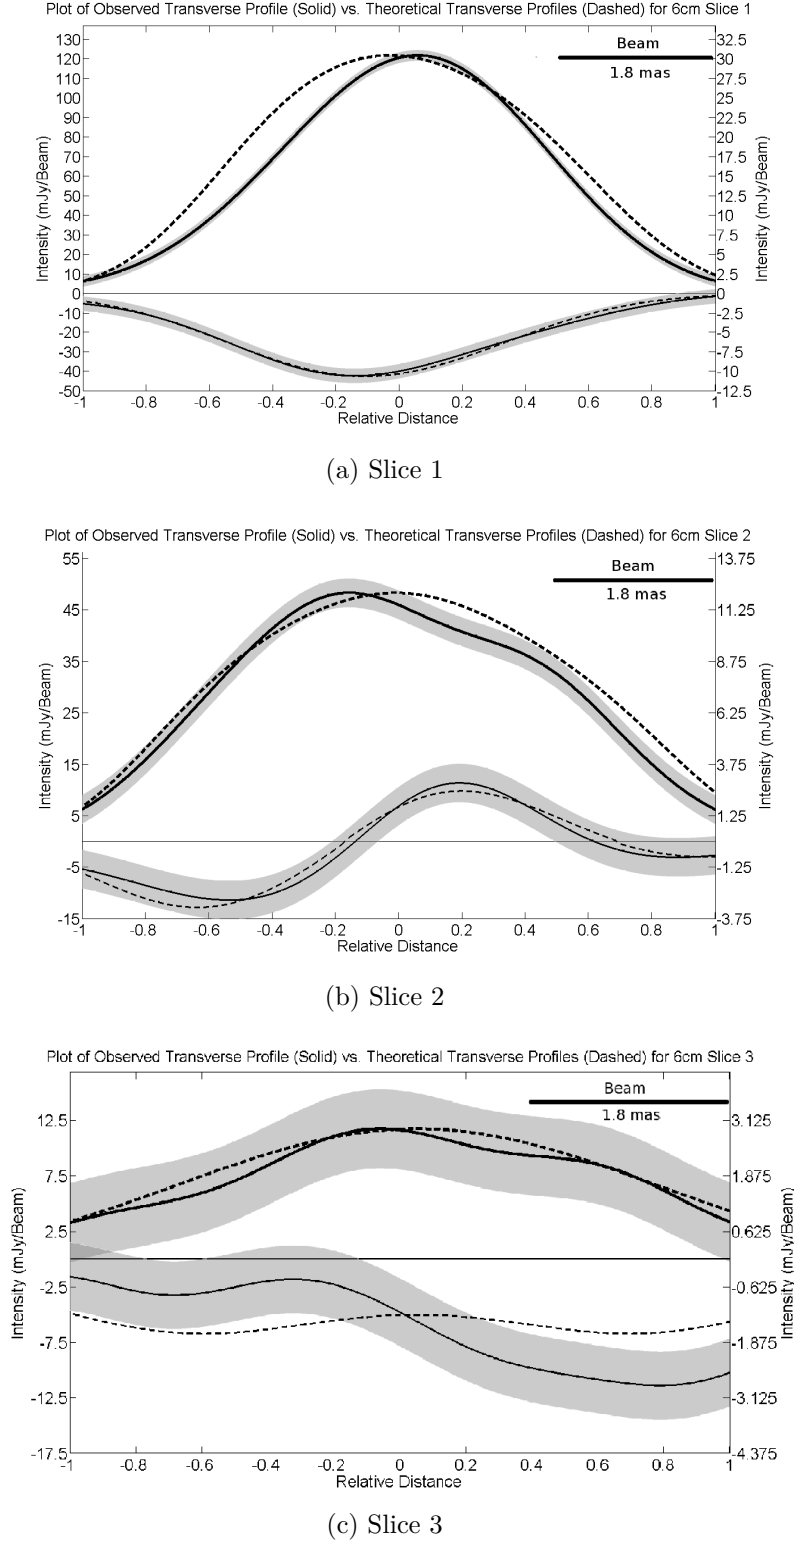 Plot of Observed Transverse Profile (Solid) vs. Theoretical Transverse Profiles (Dashed) for 6cm Slice 1
Intensity (mJy/Beam)
130
120
110
100
90
80
70
60
50
40
30
20
10
0
-10
-20
-30
-40
-50
Beam
1.8 mas
32.5
30
27.5
25
22.5
20
17.5
15
12.5
10
7.5
5
2.5
0
-2.5
-5
-7.5
-10
-12.5
Intensity (mJy/Beam)
-1 -0.8 -0.6 -0.4 -0.2 0 0.2 0.4 0.6 0.8 1
Relative Distance
(a) Slice 1
Plot of Observed Transverse Profile (Solid) vs. Theoretical Transverse Profiles (Dashed) for 6cm Slice 2
Intensity (mJy/Beam)
55
45
35
25
15
5
-5
-15
Beam
1.8 mas
13.75
11.25
8.75
6.25
3.75
1.25
-1.25
-3.75
Intensity (mJy/Beam)
-1 -0.8 -0.6 -0.4 -0.2 0 0.2 0.4 0.6 0.8 1
Relative Distance
(b) Slice 2
Plot of Observed Transverse Profile (Solid) vs. Theoretical Transverse Profiles (Dashed) for 6cm Slice 3
Intensity (mJy/Beam)
12.5
7.5
2.5
-2.5
-7.5
-12.5
-17.5
Beam
1.8 mas
3.125
1.875
0.625
-0.625
-1.875
-3.125
-4.375
Intensity (mJy/Beam)
-1 -0.8 -0.6 -0.4 -0.2 0 0.2 0.4 0.6 0.8 1
Relative Distance
(c) Slice 3